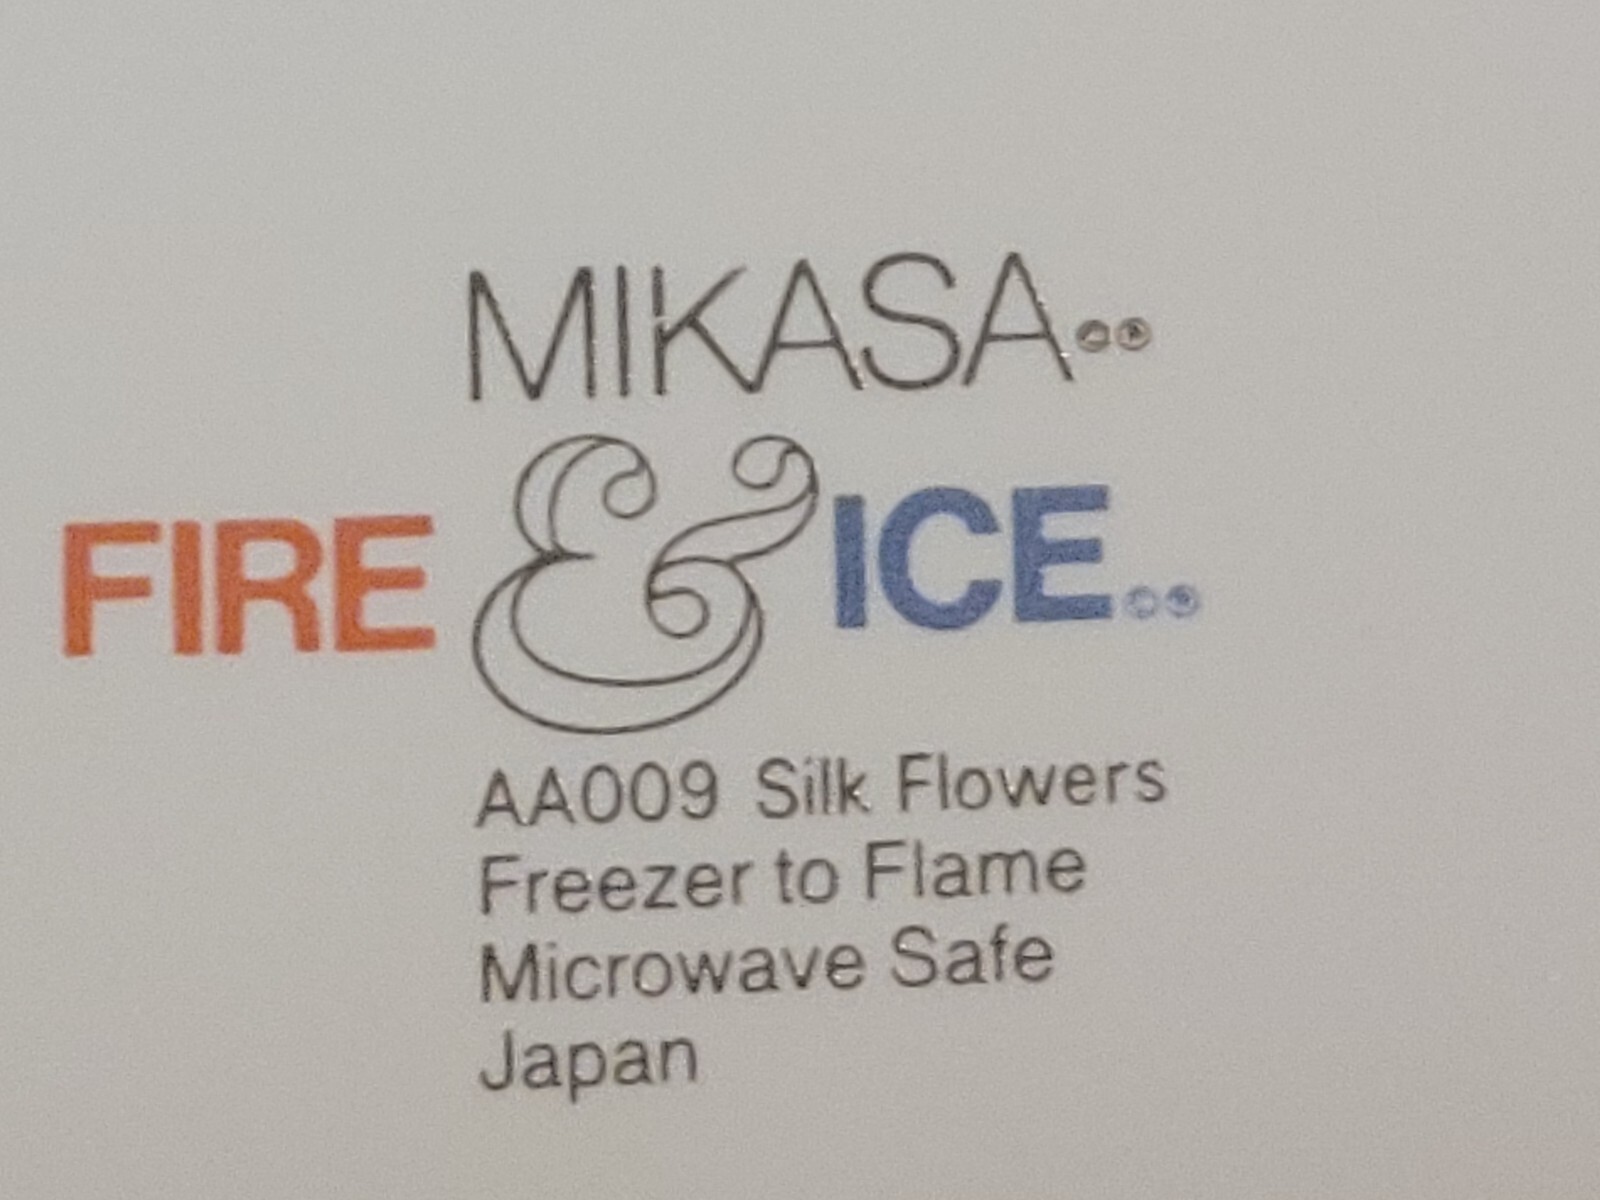 MIKASA ©®
FIRE & ICE ©®
AA009 Silk Flowers
Freezer to Flame
Microwave Safe
Japan